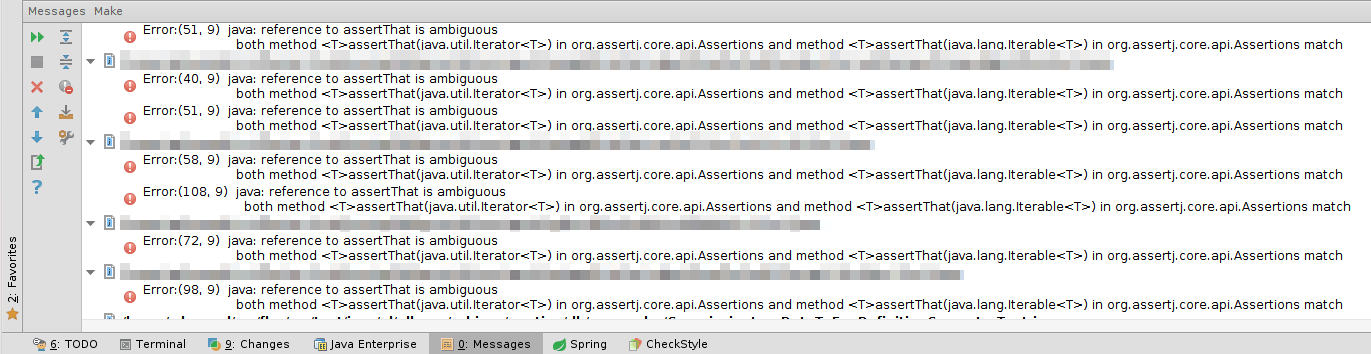 Messages Make
Error:(51, 9) java: reference to assertThat is ambiguous
both method <T>assertThat(java.util.Iterator<T>) in org.assertj.core.api.Assertions and method <T>assertThat(java.lang.Iterable<T>) in org.assertj.core.api.Assertions match
Error:(40, 9) java: reference to assertThat is ambiguous
both method <T>assertThat(java.util.Iterator<T>) in org.assertj.core.api.Assertions and method <T>assertThat(java.lang.Iterable<T>) in org.assertj.core.api.Assertions match
Error:(51, 9) java: reference to assertThat is ambiguous
both method <T>assertThat(java.util.Iterator<T>) in org.assertj.core.api.Assertions and method <T>assertThat(java.lang.Iterable<T>) in org.assertj.core.api.Assertions match
Error:(58, 9) java: reference to assertThat is ambiguous
both method <T>assertThat(java.util.Iterator<T>) in org.assertj.core.api.Assertions and method <T>assertThat(java.lang.Iterable<T>) in org.assertj.core.api.Assertions match
Error:(108, 9) java: reference to assertThat is ambiguous
both method <T>assertThat(java.util.Iterator<T>) in org.assertj.core.api.Assertions and method <T>assertThat(java.lang.Iterable<T>) in org.assertj.core.api.Assertions match
Error:(72, 9) java: reference to assertThat is ambiguous
both method <T>assertThat(java.util.Iterator<T>) in org.assertj.core.api.Assertions and method <T>assertThat(java.lang.Iterable<T>) in org.assertj.core.api.Assertions match
Error:(98, 9) java: reference to assertThat is ambiguous
both method <T>assertThat(java.util.Iterator<T>) in org.assertj.core.api.Assertions and method <T>assertThat(java.lang.Iterable<T>) in org.assertj.core.api.Assertions match
2: Favorites
6: TODO Terminal 9: Changes Java Enterprise 0: Messages Spring CheckStyle